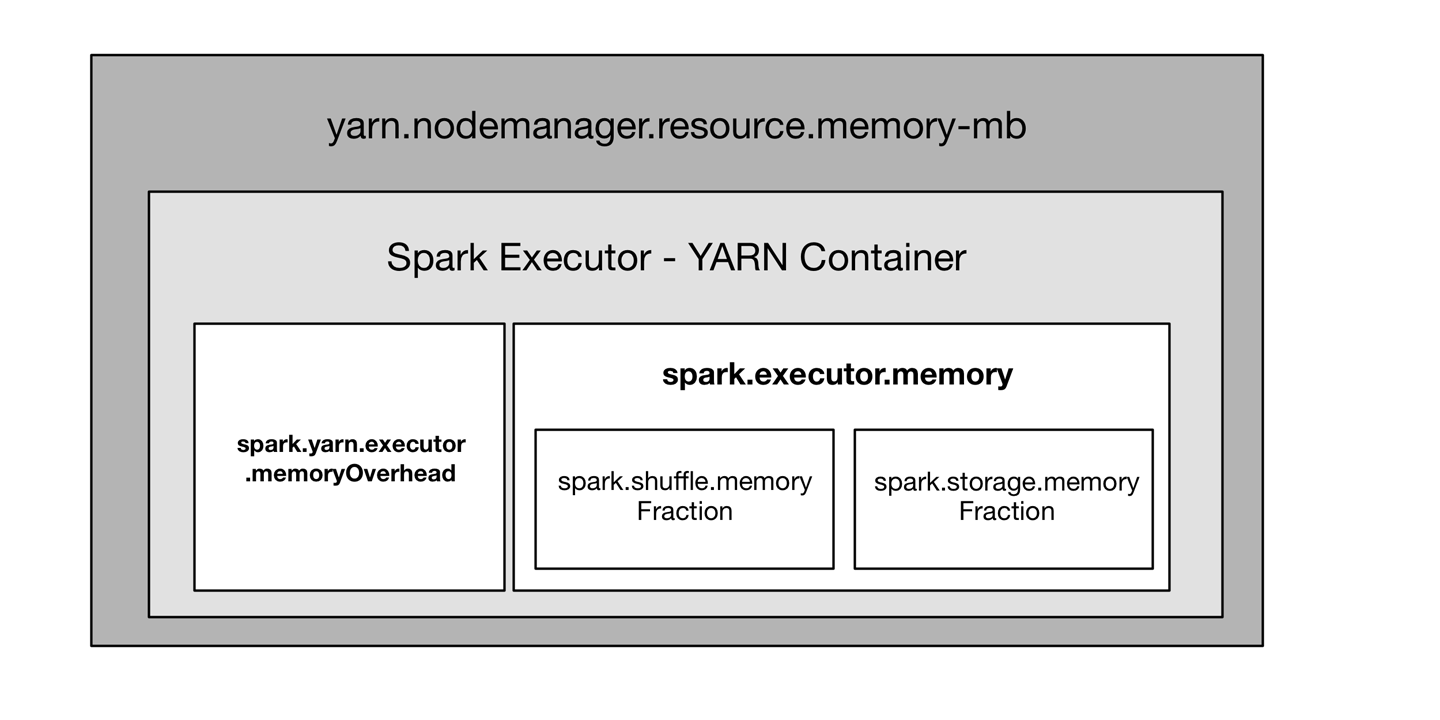 yarn.nodemanager.resource.memory-mb
Spark Executor - YARN Container
spark.executor.memory
spark.yarn.executor
.memoryOverhead
spark.shuffle.memory
Fraction
spark.storage.memory
Fraction